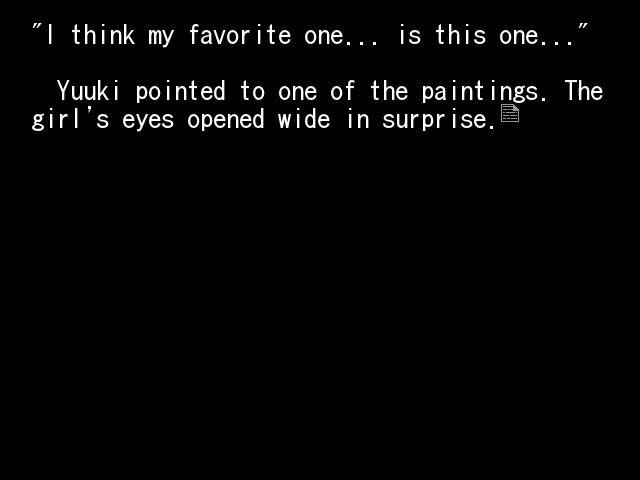 "I think my favorite one... is this one..."
Yuuki pointed to one of the paintings. The
girl's eyes opened wide in surprise.